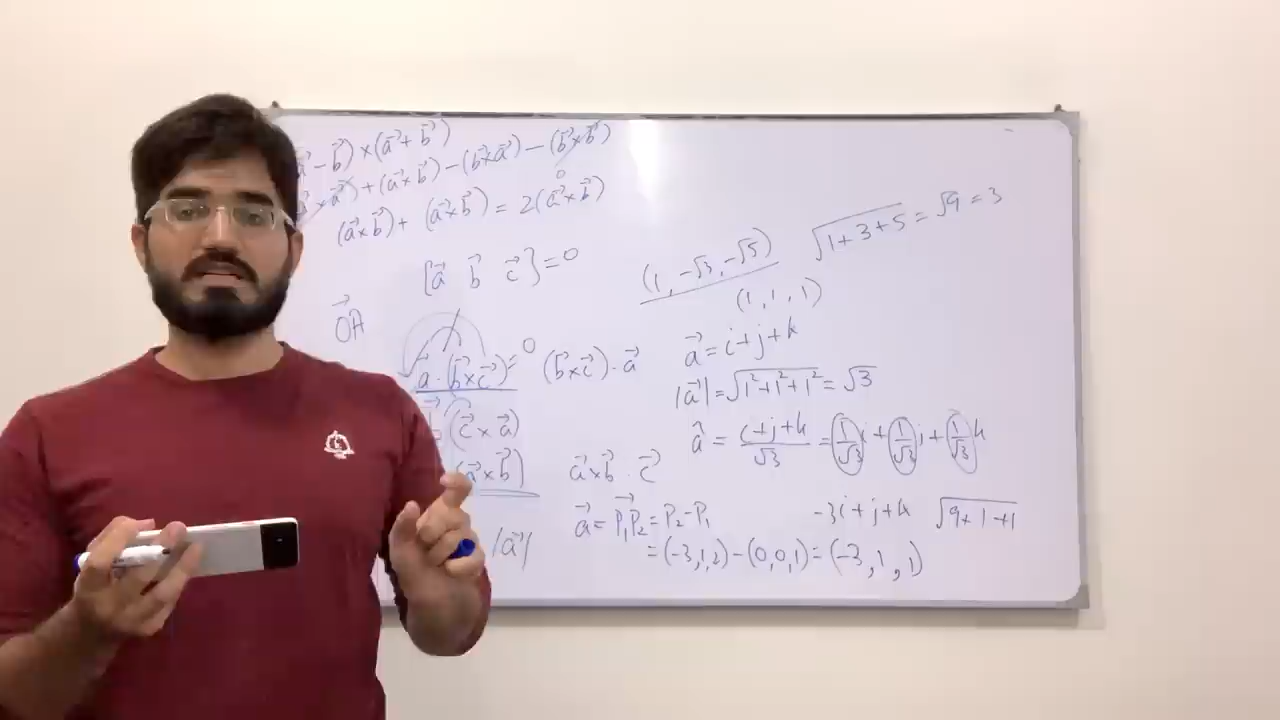 a⃗ - b⃗) × (a⃗ + b⃗)
× a⃗) + (a⃗ × b⃗) - (b⃗ × a⃗) - (b⃗ × b⃗)
0
(a⃗ × b⃗) + (a⃗ × b⃗) = 2(a⃗ × b⃗)
[a⃗ b⃗ c⃗] = 0
OA⃗
a⃗ · (b⃗ × c⃗) = 0 (b⃗ × c⃗) · a⃗
(c⃗ × a⃗)
(a⃗ × b⃗)
|a⃗|
a⃗ × b⃗ · c⃗
a⃗ = P₁P₂⃗ = P₂ - P₁
= (-3,1,2) - (0,0,1) = (-3,1,1)
(1, -√3, -√5) √1+3+5 = √9 = 3
(1, 1, 1)
a⃗ = i + j + k
|a⃗| = √1²+1²+1² = √3
â = i+j+k/√3 = 1/√3 i + 1/√3 j + 1/√3 k
-3i + j + k √9+1+1